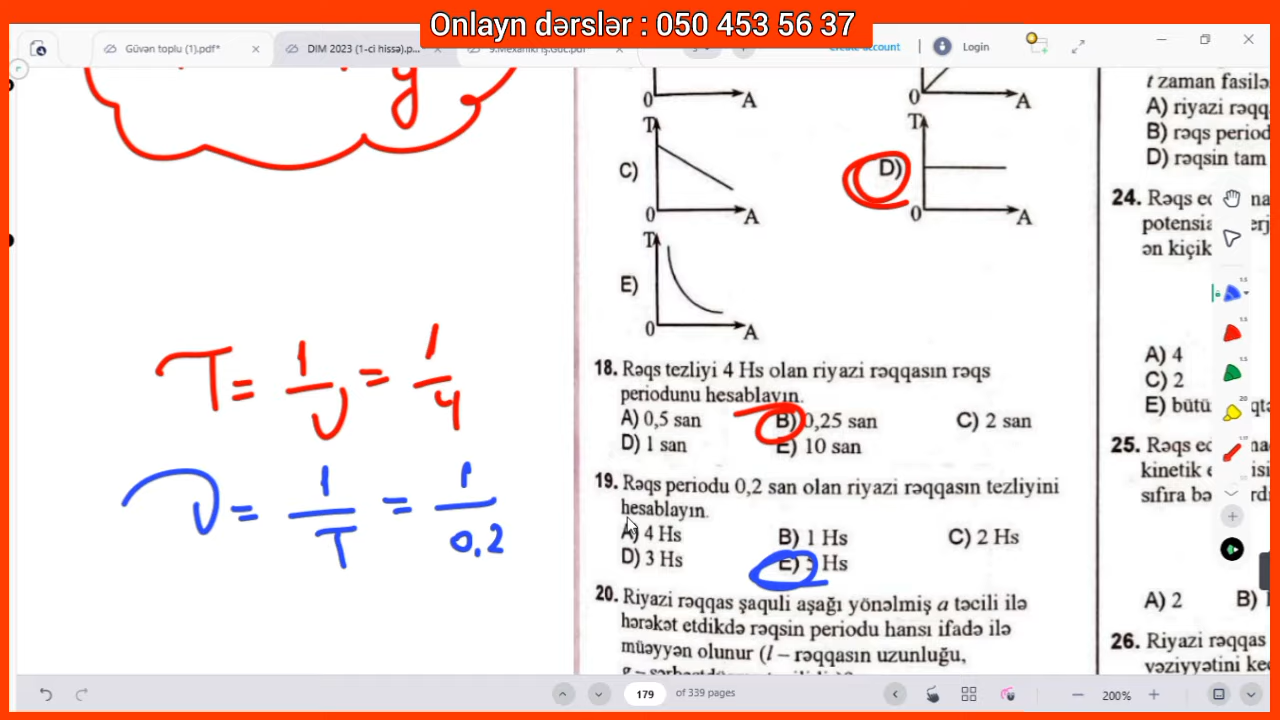 Onlayn dərslər : 050 453 56 37
Güvən toplu (1).pdf*
DIM 2023 (1-ci hissə).pd...
9.Mexaniki iş.Güc.pdf
Create account
Login
y
0 A
0 A
T
C)
0 A
T
D)
0 A
T
E)
0 A
T = 1/ν = 1/4
ν = 1/T = 1/0,2
18. Rəqs tezliyi 4 Hs olan riyazi rəqqasın rəqs
periodunu hesablayın.
A) 0,5 san B) 0,25 san C) 2 san
D) 1 san E) 10 san
19. Rəqs periodu 0,2 san olan riyazi rəqqasın tezliyini
hesablayın.
A) 4 Hs B) 1 Hs C) 2 Hs
D) 3 Hs E) 5 Hs
20. Riyazi rəqqas şaquli aşağı yönəlmiş a təcili ilə
hərəkət etdikdə rəqsin periodu hansı ifadə ilə
müəyyən olunur (l – rəqqasın uzunluğu,
t zaman fasilə
A) riyazi rəqq
B) rəqs period
D) rəqsin tam
24. Rəqs ec
potensia
ən kiçik
A) 4
C) 2
E) bütü
25. Rəqs ec
kinetik e
sıfıra bə
A) 2 B)
26. Riyazi rəqqas
vəziyyətini keç
179 of 339 pages
200%